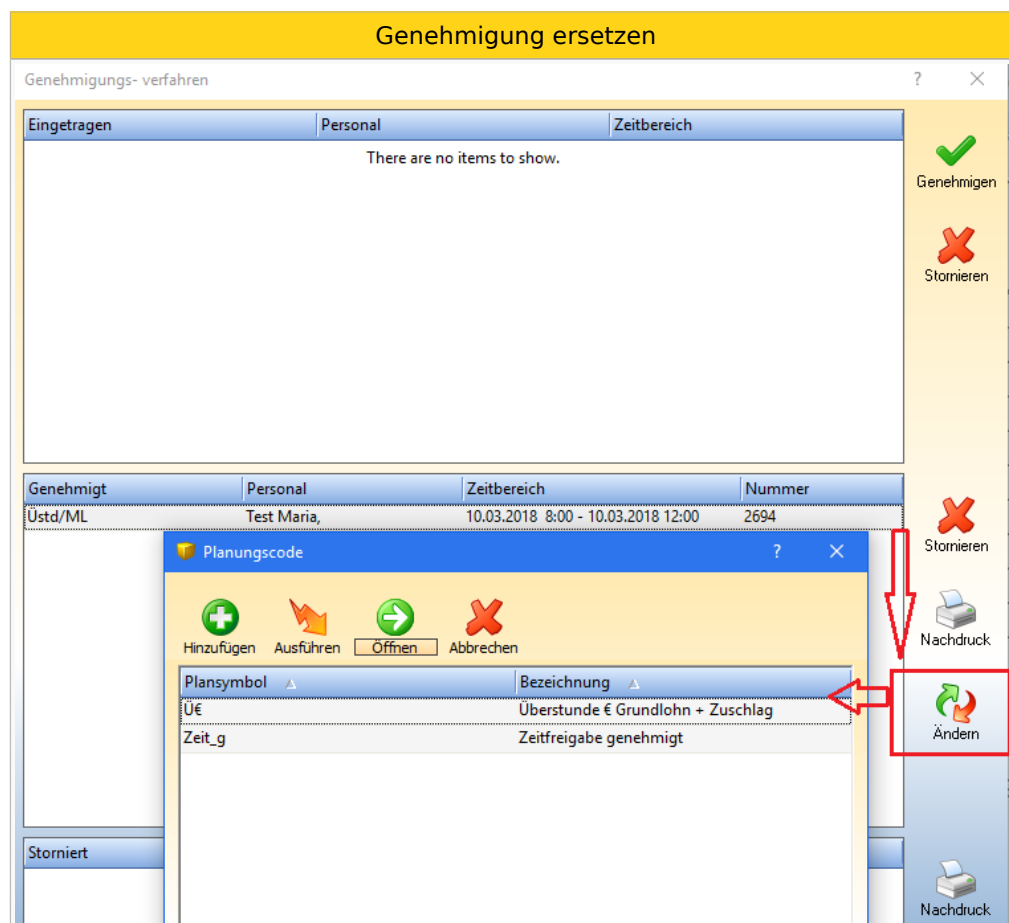 Genehmigung ersetzen
Genehmigungs- verfahren ? ×
Eingetragen Personal Zeitbereich
There are no items to show.
Genehmigen
Stornieren
Genehmigt Personal Zeitbereich Nummer
Üstd/ML Test Maria, 10.03.2018 8:00 - 10.03.2018 12:00 2694
Stornieren
Planungscode ? ×
Hinzufügen Ausführen Öffnen Abbrechen
Nachdruck
Plansymbol Bezeichnung
Ü€ Überstunde € Grundlohn + Zuschlag
Zeit_g Zeitfreigabe genehmigt
Ändern
Storniert
Nachdruck